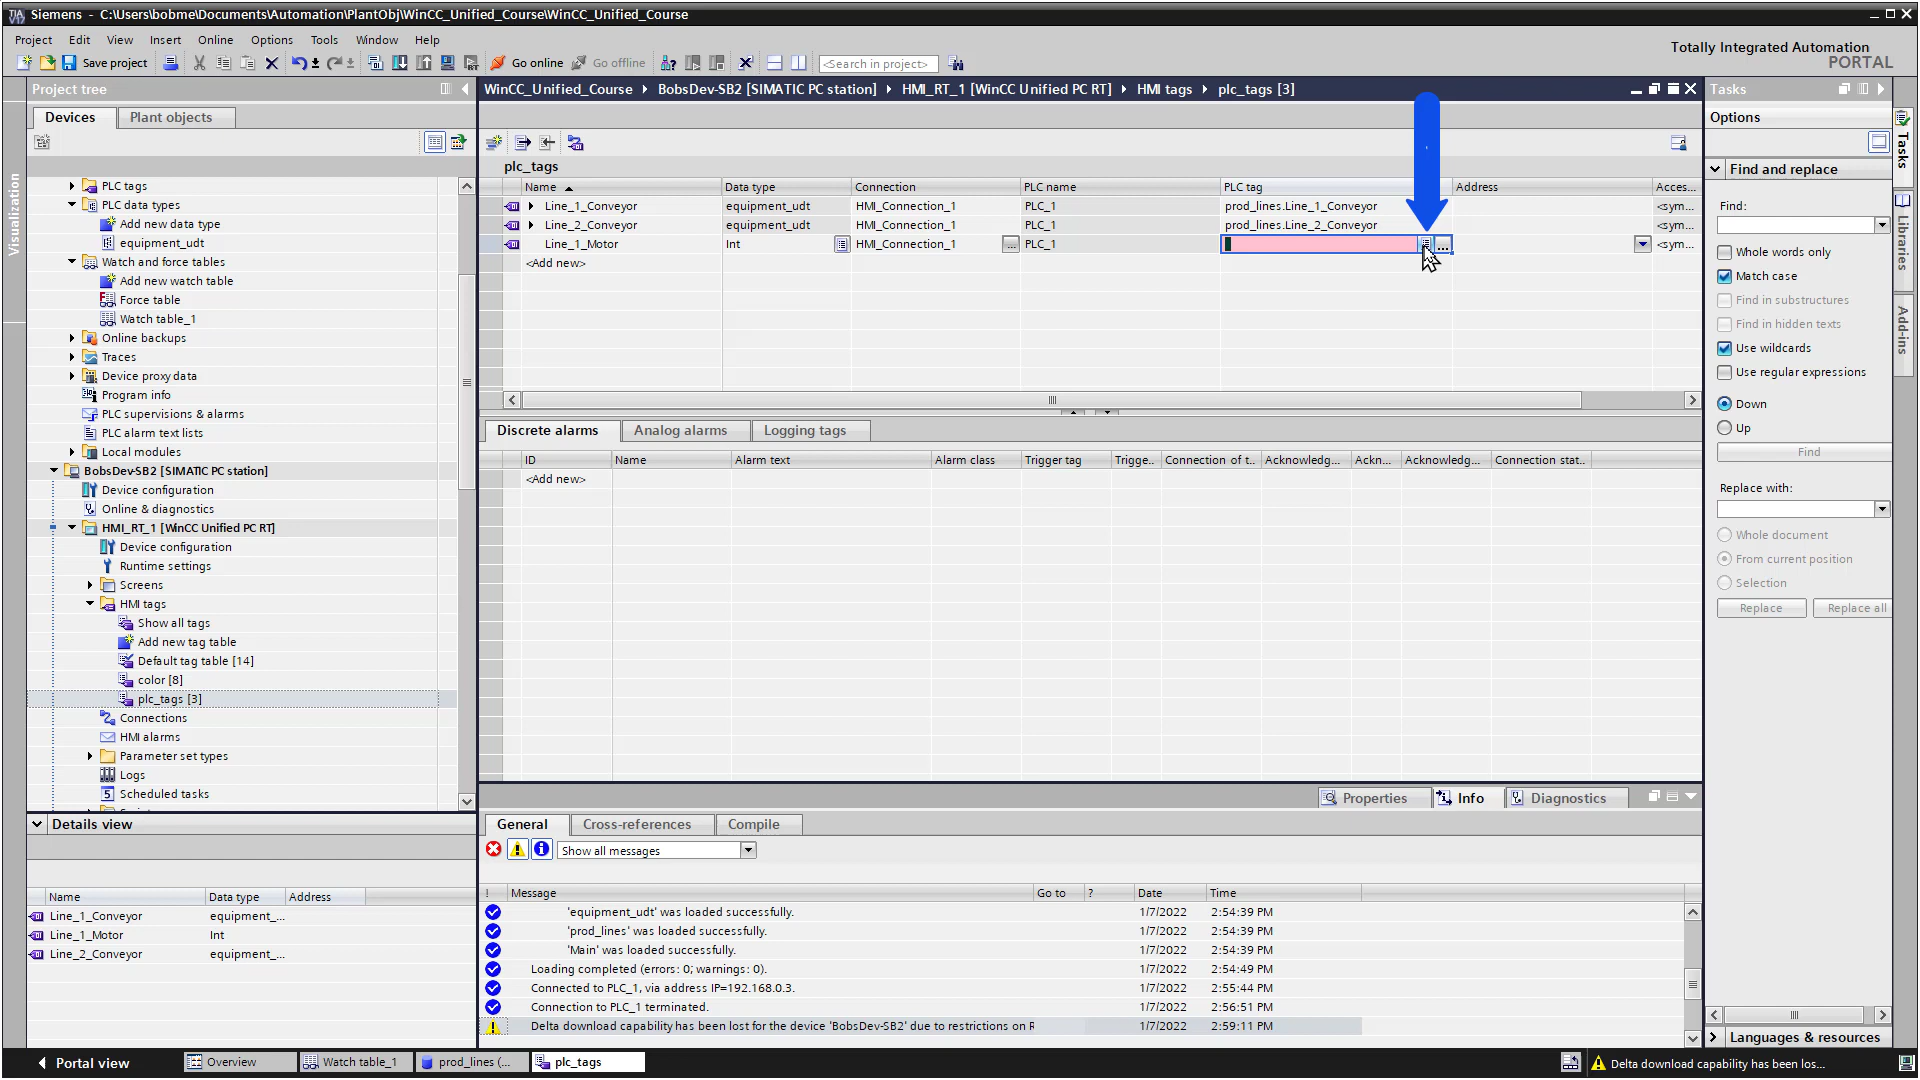 Siemens - C:\Users\bobme\Documents\Automation\PlantObj\WinCC_Unified_Course\WinCC_Unified_Course
Project Edit View Insert Online Options Tools Window Help
Totally Integrated Automation
PORTAL
Save project Go online Go offline <Search in project>
Project tree
WinCC_Unified_Course BobsDev-SB2 [SIMATIC PC station] HMI_RT_1 [WinCC Unified PC RT] HMI tags plc_tags [3]
Tasks
Devices Plant objects
Options
Visualization
Tasks
Libraries
Add-ins
PLC tags
PLC data types
Add new data type
equipment_udt
Watch and force tables
Add new watch table
Force table
Watch table_1
Online backups
Traces
Device proxy data
Program info
PLC supervisions & alarms
PLC alarm text lists
Local modules
BobsDev-SB2 [SIMATIC PC station]
Device configuration
Online & diagnostics
HMI_RT_1 [WinCC Unified PC RT]
Device configuration
Runtime settings
Screens
HMI tags
Show all tags
Add new tag table
Default tag table [14]
color [8]
plc_tags [3]
Connections
HMI alarms
Parameter set types
Logs
Scheduled tasks
Details view
Name Data type Address
Line_1_Conveyor equipment_...
Line_1_Motor Int
Line_2_Conveyor equipment_...
plc_tags
Name Data type Connection PLC name PLC tag Address Acces...
Line_1_Conveyor equipment_udt HMI_Connection_1 PLC_1 prod_lines.Line_1_Conveyor <sym...
Line_2_Conveyor equipment_udt HMI_Connection_1 PLC_1 prod_lines.Line_2_Conveyor <sym...
Line_1_Motor Int HMI_Connection_1 ... PLC_1 ... <sym...
<Add new>
Discrete alarms Analog alarms Logging tags
ID Name Alarm text Alarm class Trigger tag Trigge.. Connection of t.. Acknowledg... Ackn... Acknowledg... Connection stat..
<Add new>
Properties Info Diagnostics
General Cross-references Compile
Show all messages
! Message Go to ? Date Time
'equipment_udt' was loaded successfully. 1/7/2022 2:54:39 PM
'prod_lines' was loaded successfully. 1/7/2022 2:54:39 PM
'Main' was loaded successfully. 1/7/2022 2:54:39 PM
Loading completed (errors: 0; warnings: 0). 1/7/2022 2:54:49 PM
Connected to PLC_1, via address IP=192.168.0.3. 1/7/2022 2:55:44 PM
Connection to PLC_1 terminated. 1/7/2022 2:56:51 PM
Delta download capability has been lost for the device 'BobsDev-SB2' due to restrictions on R 1/7/2022 2:59:11 PM
Find and replace
Find:
Whole words only
Match case
Find in substructures
Find in hidden texts
Use wildcards
Use regular expressions
Down
Up
Find
Replace with:
Whole document
From current position
Selection
Replace Replace all
Languages & resources
Portal view Overview Watch table_1 prod_lines (... plc_tags Delta download capability has been los...